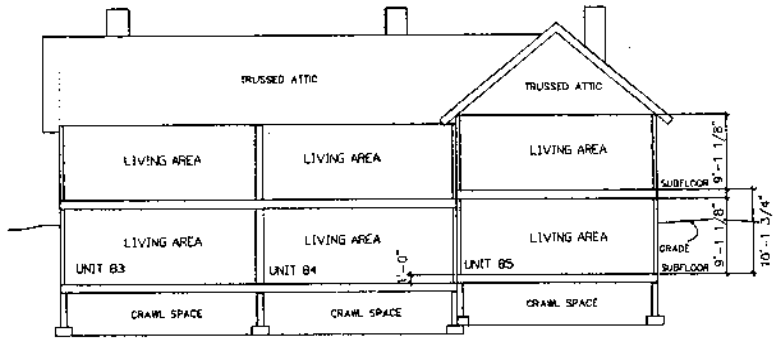 TRUSSED ATTIC
TRUSSED ATTIC
LIVING AREA
LIVING AREA
LIVING AREA
9'-1 1/8"
SUBFLOOR
LIVING AREA
LIVING AREA
LIVING AREA
9'-1 1/8"
10'-1 3/4"
GRADE
UNIT 83
UNIT 84
1'-0"
UNIT 85
SUBFLOOR
CRAWL SPACE
CRAWL SPACE
CRAWL SPACE